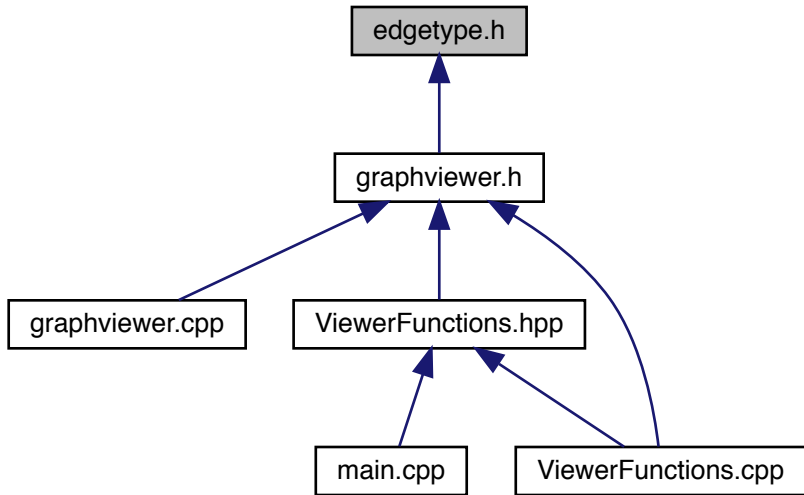 edgetype.h
graphviewer.h
graphviewer.cpp
ViewerFunctions.hpp
main.cpp
ViewerFunctions.cpp